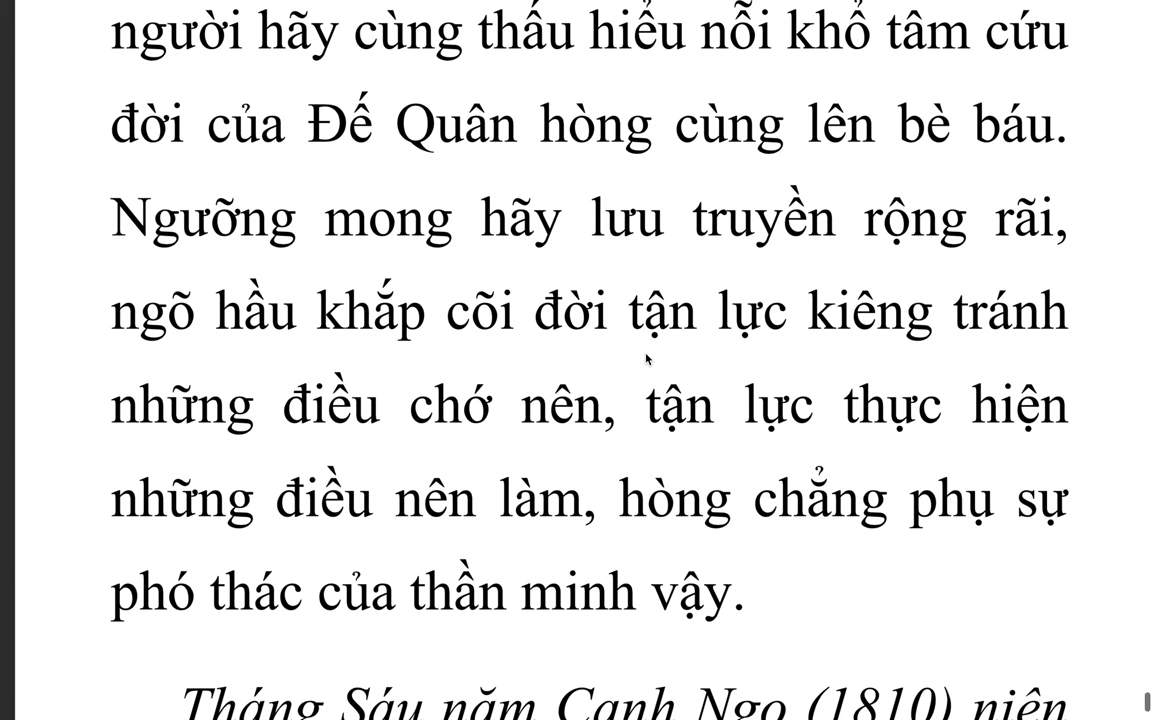 người hãy cùng thấu hiểu nỗi khổ tâm cứu
đời của Đế Quân hòng cùng lên bè báu.
Ngưỡng mong hãy lưu truyền rộng rãi,
ngõ hầu khắp cõi đời tận lực kiêng tránh
những điều chớ nên, tận lực thực hiện
những điều nên làm, hòng chẳng phụ sự
phó thác của thần minh vậy.
Tháng Sáu năm Canh Ngọ (1810) niên